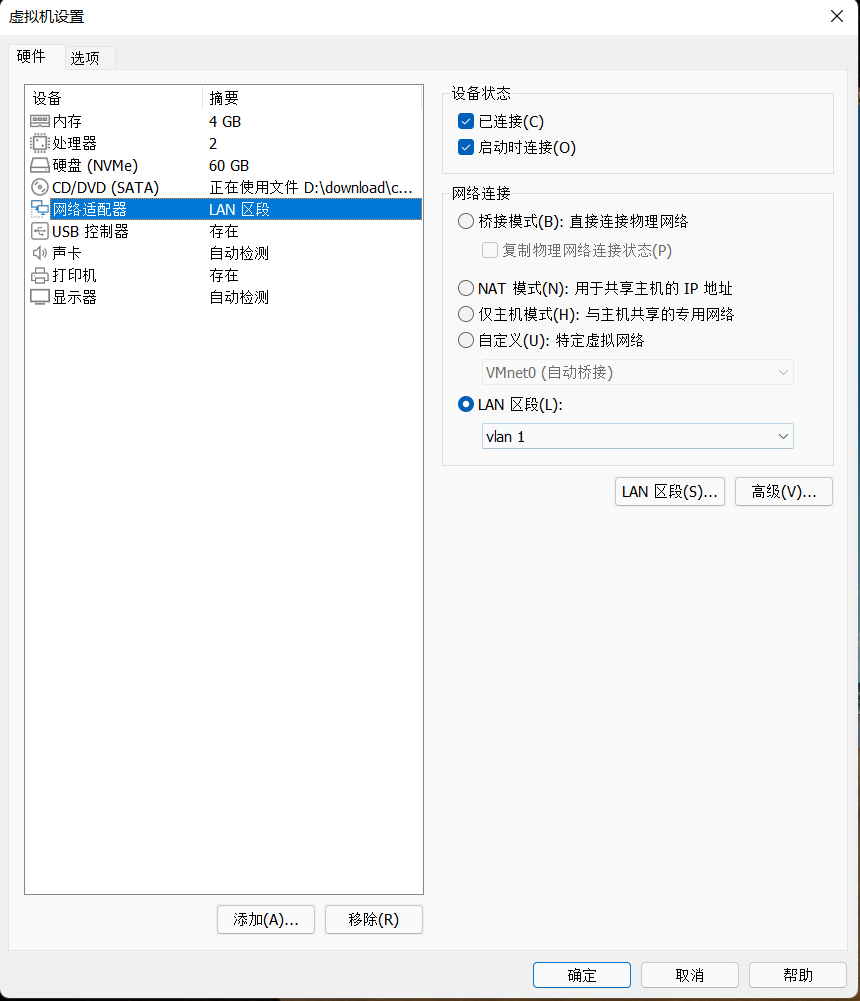 虚拟机设置
硬件
选项
设备 摘要
内存 4 GB
处理器 2
硬盘 (NVMe) 60 GB
CD/DVD (SATA) 正在使用文件 D:\download\c...
网络适配器 LAN 区段
USB 控制器 存在
声卡 自动检测
打印机 存在
显示器 自动检测
添加(A)...
移除(R)
设备状态
已连接(C)
启动时连接(O)
网络连接
桥接模式(B): 直接连接物理网络
复制物理网络连接状态(P)
NAT 模式(N): 用于共享主机的 IP 地址
仅主机模式(H): 与主机共享的专用网络
自定义(U): 特定虚拟网络
VMnet0 (自动桥接)
LAN 区段(L):
vlan 1
LAN 区段(S)...
高级(V)...
确定
取消
帮助